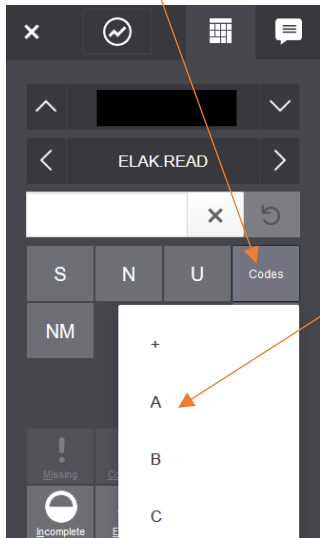 ELAK.READ
S N U Codes
NM
+
A
B
C
Missing
Incomplete